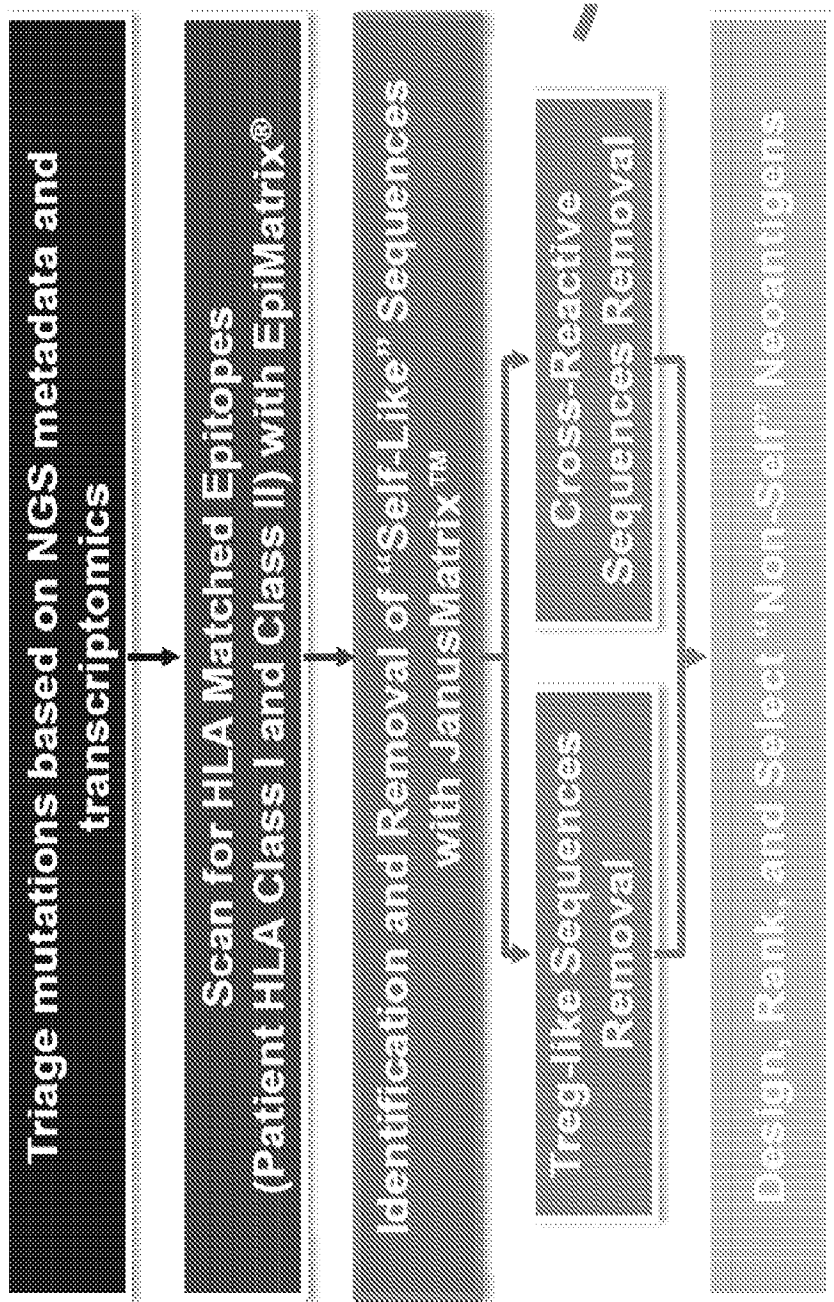 Triage mutations based on NGS metadata and
transcriptomics
Scan for HLA Matched Epitopes
(Patient HLA Class I and Class II) with EpiMatrix®
Identification and Removal of “Self-Like” Sequences
with JanusMatrix™
Treg-like Sequences
Removal
Cross-Reactive
Sequences Removal
Design, Rank, and Select “Non-Self” Neoantigens